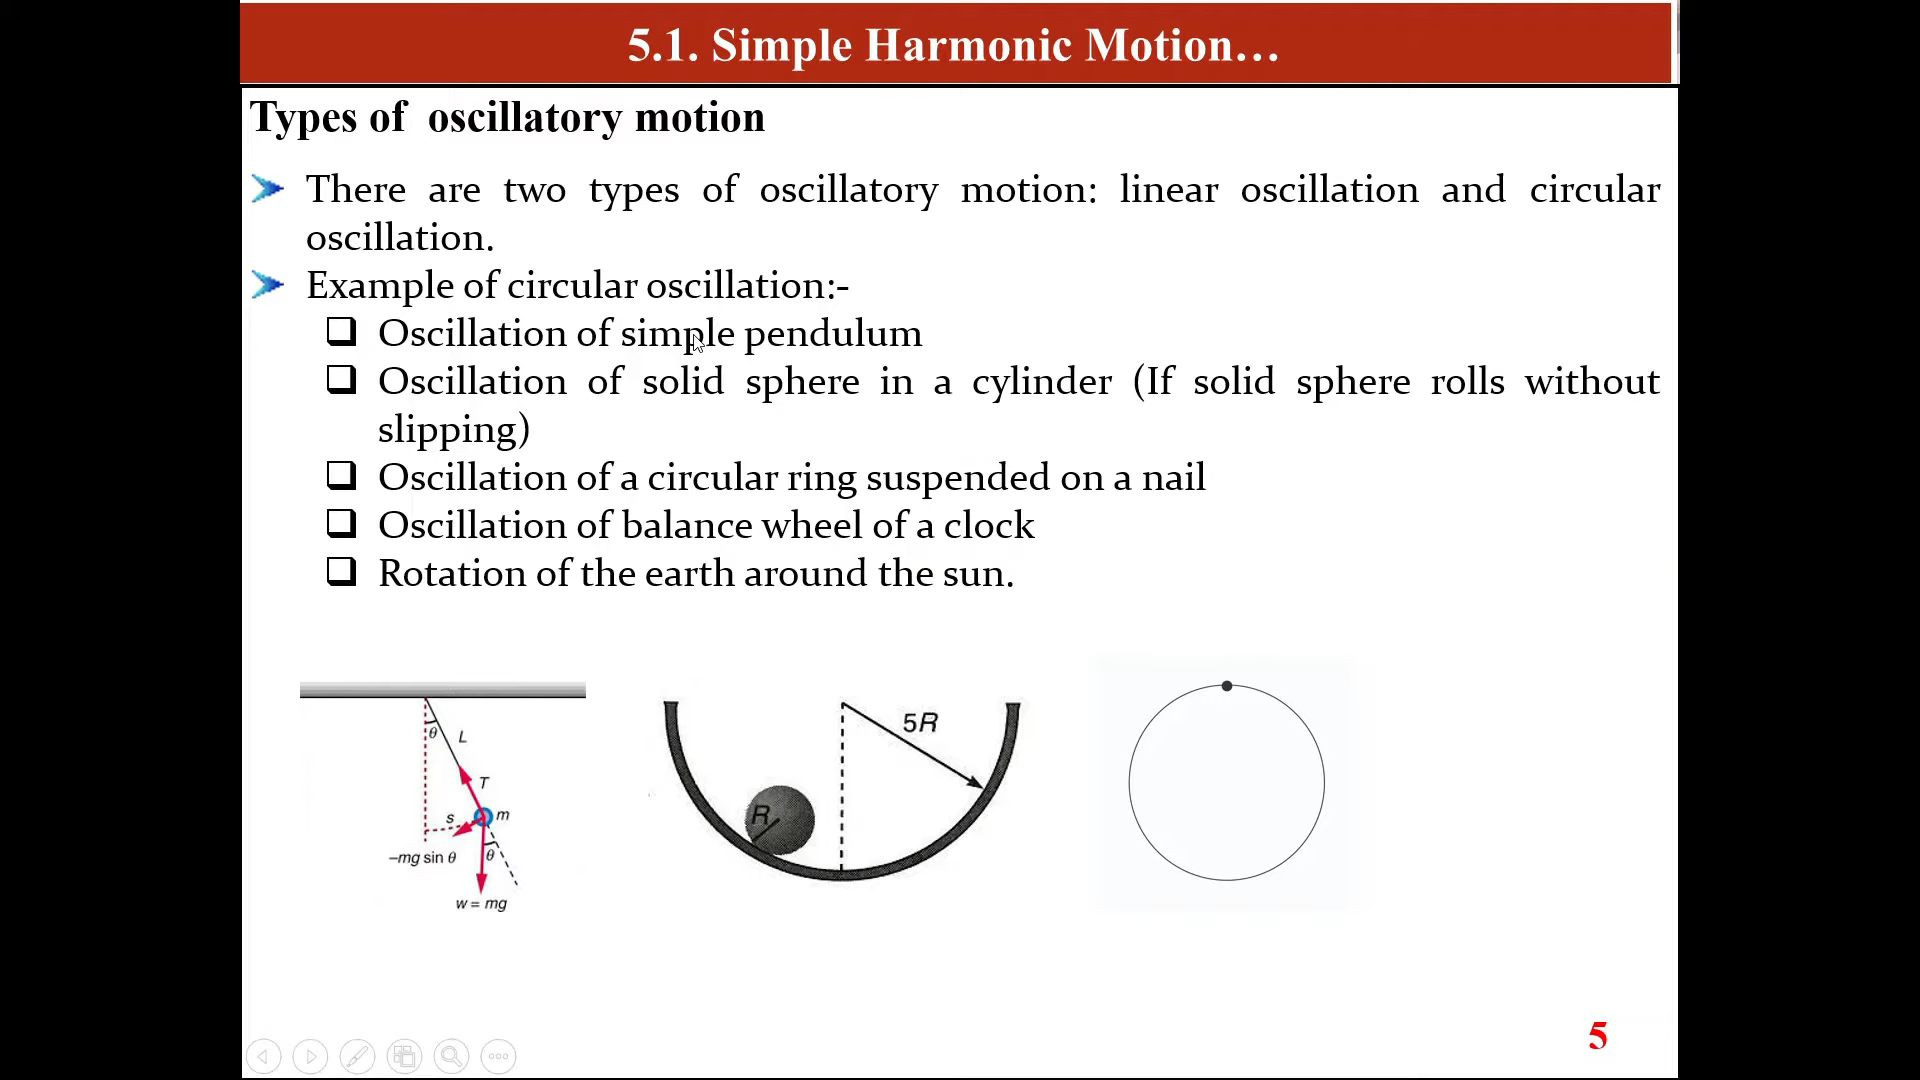 5.1. Simple Harmonic Motion…
Types of oscillatory motion
There are two types of oscillatory motion: linear oscillation and circular
oscillation.
Example of circular oscillation:-
Oscillation of simple pendulum
Oscillation of solid sphere in a cylinder (If solid sphere rolls without
slipping)
Oscillation of a circular ring suspended on a nail
Oscillation of balance wheel of a clock
Rotation of the earth around the sun.
θ
L
T
s
m
–mg sin θ
θ
w = mg
5R
R
5